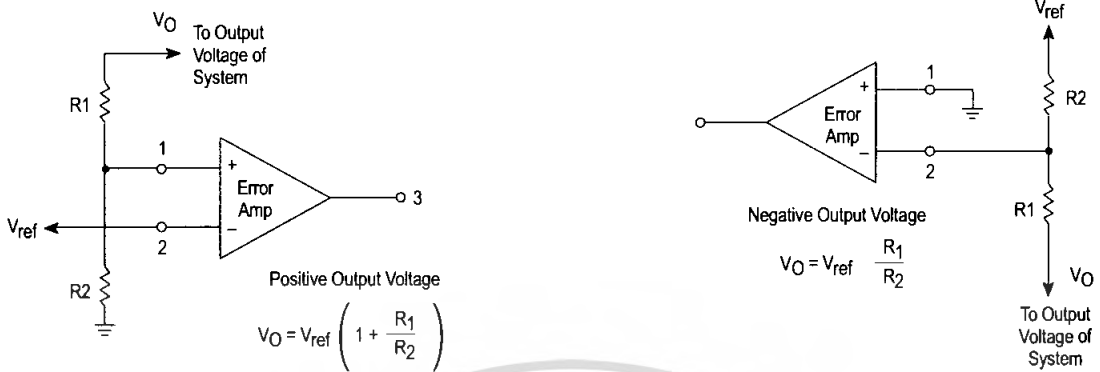 VO
To Output
Voltage of
System
R1
1
+
Error
Amp
3
Vref
−
2
R2
Positive Output Voltage
VO = Vref ( 1 + R1 / R2 )
Vref
1
+
R2
Error
Amp
−
2
R1
Negative Output Voltage
VO = Vref R1 / R2
VO
To Output
Voltage of
System